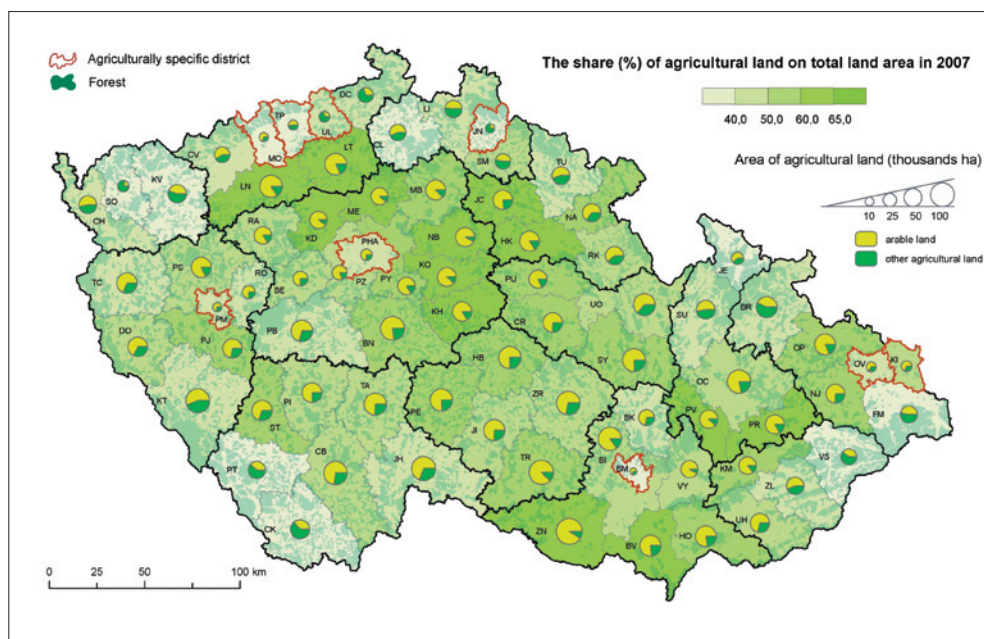 Agriculturally specific district
Forest
The share (%) of agricultural land on total land area in 2007
40,0 50,0 60,0 65,0
Area of agricultural land (thousands ha)
10 25 50 100
arable land
other agricultural land
DC
LI
TP
UL
JN
MO
CL
LT
SM
CV
TU
KV
LN
MB
JC
SO
ME
CH
NA
RA
KD
PHA
NB
HK
RK
JE
PS
RO
BE
PZ
PY
KO
PU
TC
UO
BR
PM
KH
CR
SU
PB
DD
BN
OP
OV
KI
PJ
HB
SY
TA
OC
NJ
KT
PI
ZR
FM
ST
PE
BK
PV
PR
JI
VS
CB
BI
KM
PT
JH
TR
BM
ZL
VY
CK
UH
ZN
HO
BV
0 25 50 100 km